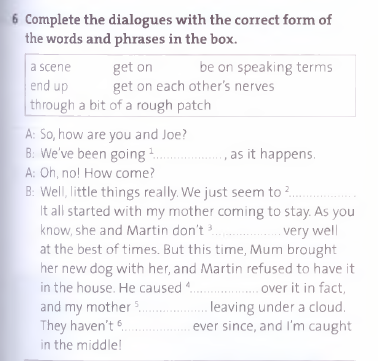 6 Complete the dialogues with the correct form of
the words and phrases in the box.
a scene get on be on speaking terms
end up get on each other's nerves
through a bit of a rough patch
A: So, how are you and Joe?
B: We've been going ¹...................., as it happens.
A: Oh, no! How come?
B: Well, little things really. We just seem to ²....................
It all started with my mother coming to stay. As you
know, she and Martin don't ³.................... very well
at the best of times. But this time, Mum brought
her new dog with her, and Martin refused to have it
in the house. He caused ⁴.................... over it in fact,
and my mother ⁵.................... leaving under a cloud.
They haven't ⁶.................... ever since, and I'm caught
in the middle!